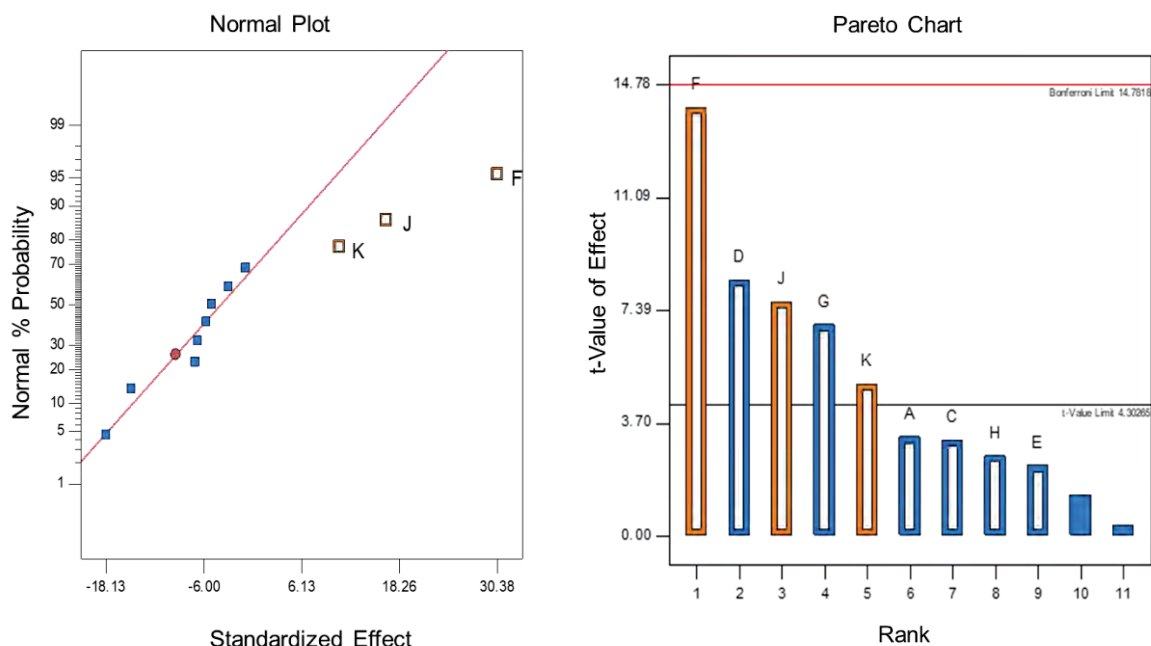 Normal Plot
Normal % Probability
99
95
90
80
70
50
30
20
10
5
1
F
J
K
-18.13
-6.00
6.13
18.26
30.38
Standardized Effect
Pareto Chart
t-Value of Effect
14.78
11.09
7.39
3.70
0.00
Bonferroni Limit 14.7818
t-Value Limit 4.30265
F
D
J
G
K
A
C
H
E
1
2
3
4
5
6
7
8
9
10
11
Rank